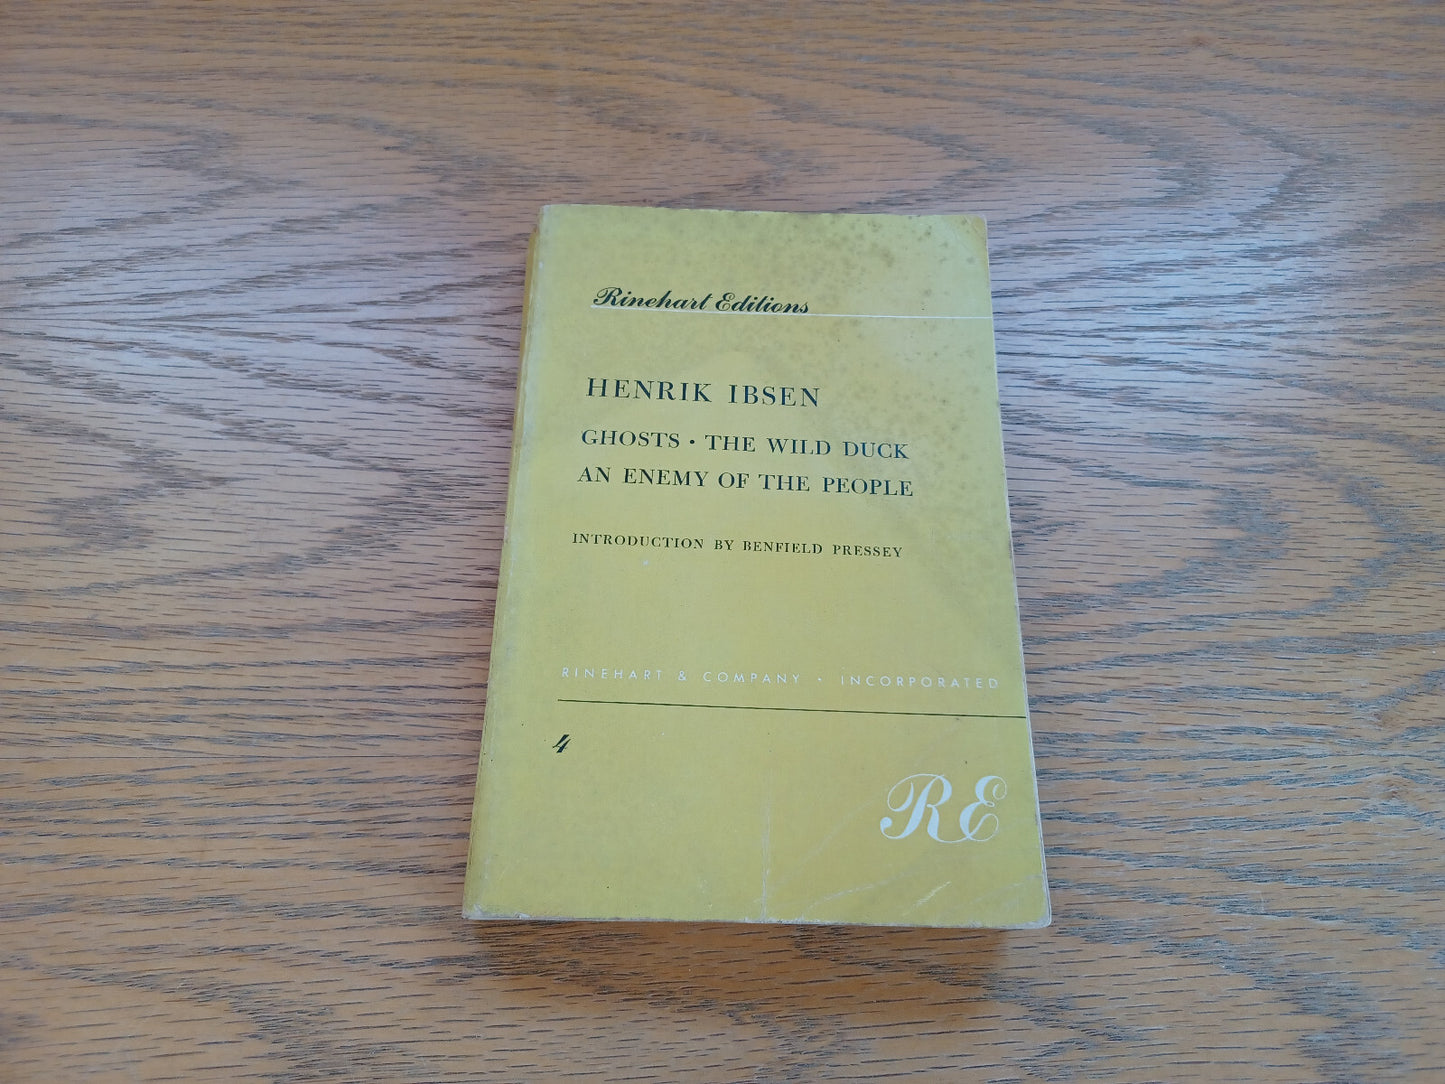 Rinehart Editions
HENRIK IBSEN
GHOSTS · THE WILD DUCK
AN ENEMY OF THE PEOPLE
INTRODUCTION BY BENFIELD PRESSEY
RINEHART & COMPANY · INCORPORATED
4
RE